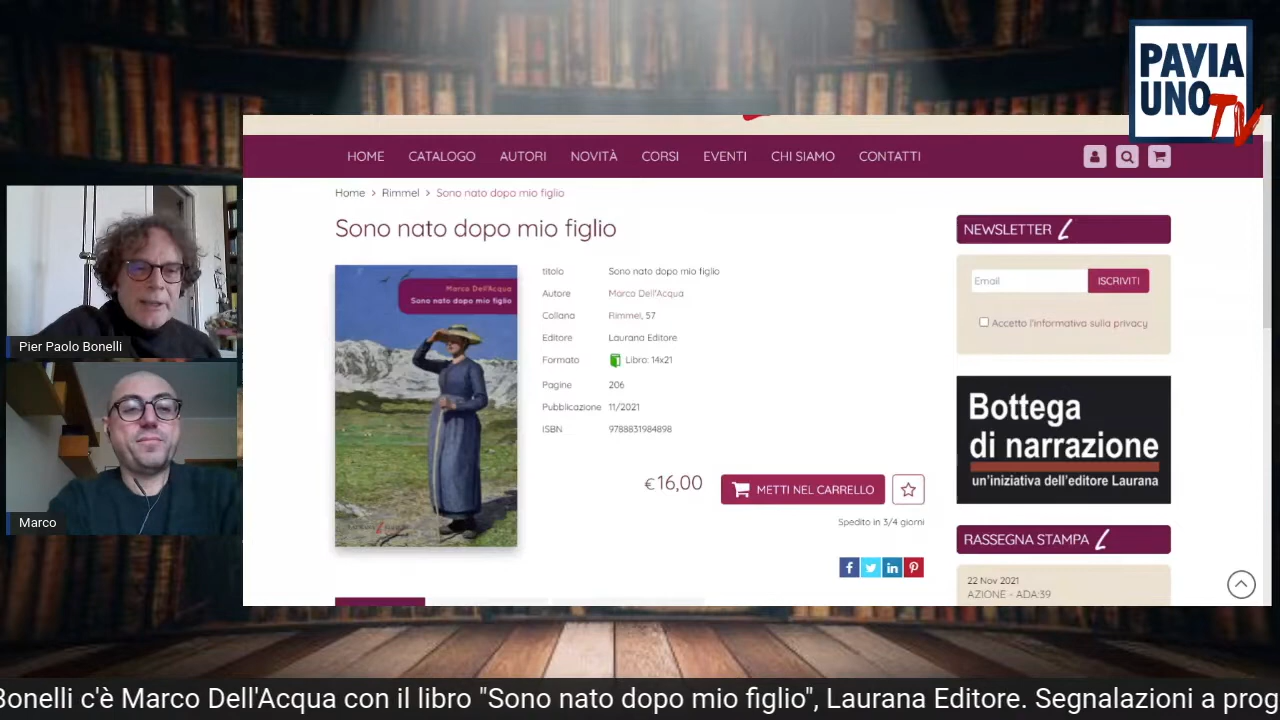 PAVIA
UNO TV
HOME CATALOGO AUTORI NOVITÀ CORSI EVENTI CHI SIAMO CONTATTI
Home > Rimmel > Sono nato dopo mio figlio
Sono nato dopo mio figlio
Marco Dell'Acqua
Sono nato dopo mio figlio
titolo Sono nato dopo mio figlio
Autore Marco Dell'Acqua
Collana Rimmel, 57
Editore Laurana Editore
Formato Libro: 14x21
Pagine 206
Pubblicazione 11/2021
ISBN 9788831984898
€16,00 METTI NEL CARRELLO
Spedito in 3/4 giorni
NEWSLETTER
Email ISCRIVITI
Accetto l'informativa sulla privacy
Bottega
di narrazione
un'iniziativa dell'editore Laurana
RASSEGNA STAMPA
22 Nov 2021
AZIONE - ADA:39
Pier Paolo Bonelli
Marco
Bonelli c'è Marco Dell'Acqua con il libro "Sono nato dopo mio figlio", Laurana Editore. Segnalazioni a prog